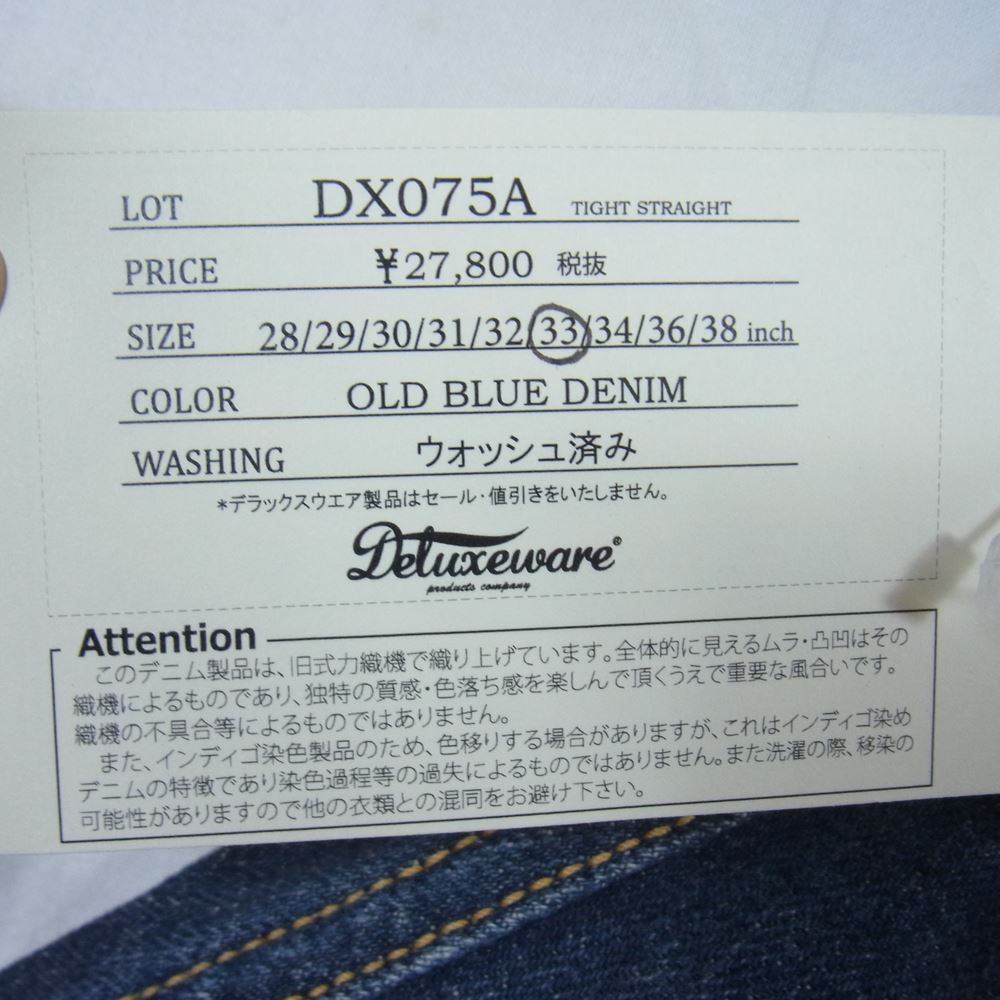 LOT DX075A TIGHT STRAIGHT
PRICE ¥27,800 税抜
SIZE 28/29/30/31/32/33/34/36/38 inch
COLOR OLD BLUE DENIM
WASHING ウォッシュ済み
*デラックスウエア製品はセール・値引きをいたしません。
Deluxeware®
products company
Attention
このデニム製品は、旧式力織機で織り上げています。全体的に見えるムラ・凸凹はその
織機によるものであり、独特の質感・色落ち感を楽しんで頂くうえで重要な風合いです。
織機の不具合等によるものではありません。
また、インディゴ染色製品のため、色移りする場合がありますが、これはインディゴ染め
デニムの特徴であり染色過程等の過失によるものではありません。また洗濯の際、移染の
可能性がありますので他の衣類との混同をお避け下さい。